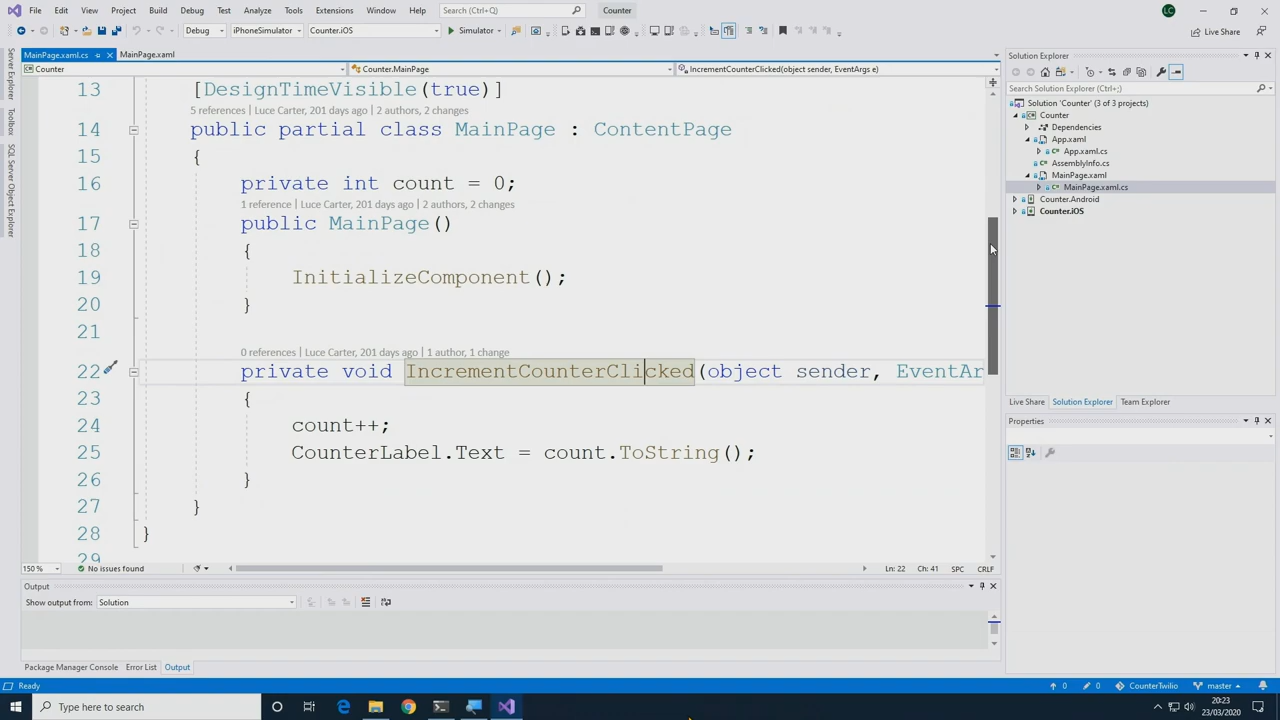 File Edit View Project Build Debug Test Analyze Tools Extensions Window Help Search (Ctrl+Q) Counter LC
Debug iPhoneSimulator Counter.iOS Simulator Live Share
MainPage.xaml.cs MainPage.xaml
Counter Counter.MainPage IncrementCounterClicked(object sender, EventArgs e)
Server Explorer
Toolbox
SQL Server Object Explorer
13 [DesignTimeVisible(true)]
5 references | Luce Carter, 201 days ago | 2 authors, 2 changes
14 public partial class MainPage : ContentPage
15 {
16 private int count = 0;
1 reference | Luce Carter, 201 days ago | 2 authors, 2 changes
17 public MainPage()
18 {
19 InitializeComponent();
20 }
21
0 references | Luce Carter, 201 days ago | 1 author, 1 change
22 private void IncrementCounterClicked(object sender, EventAr
23 {
24 count++;
25 CounterLabel.Text = count.ToString();
26 }
27 }
28 }
29
150 % No issues found Ln: 22 Ch: 41 SPC CRLF
Output
Show output from: Solution
Package Manager Console Error List Output
Solution Explorer
Search Solution Explorer (Ctrl+;)
Solution 'Counter' (3 of 3 projects)
Counter
Dependencies
App.xaml
App.xaml.cs
AssemblyInfo.cs
MainPage.xaml
MainPage.xaml.cs
Counter.Android
Counter.iOS
Live Share Solution Explorer Team Explorer
Properties
Ready 0 0 CounterTwilio master
Type here to search
20:23
23/03/2020